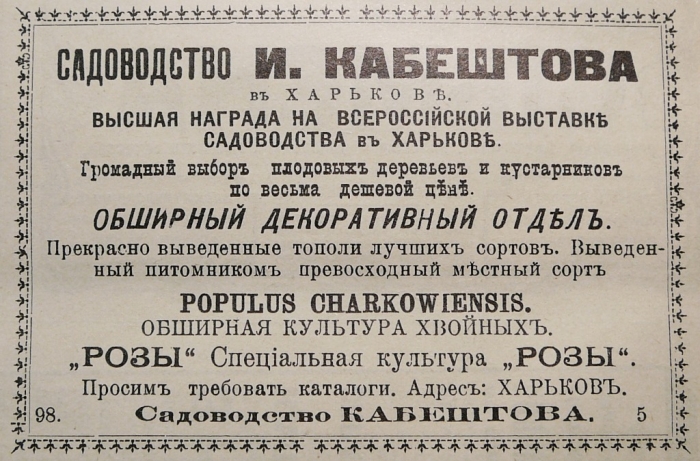 САДОВОДСТВО И. КАБЕШТОВА
въ ХАРЬКОВѢ.
ВЫСШАЯ НАГРАДА НА ВСЕРОССІЙСКОЙ ВЫСТАВКѢ
САДОВОДСТВА въ ХАРЬКОВѢ.
Громадный выборъ плодовыхъ деревьевъ и кустарниковъ
по весьма дешевой цѣнѣ.
ОБШИРНЫЙ ДЕКОРАТИВНЫЙ ОТДѢЛЪ.
Прекрасно выведенные тополи лучшихъ сортовъ. Выведен-
ный питомникомъ превосходный мѣстный сортъ
POPULUS CHARKOWIENSIS.
ОБШИРНАЯ КУЛЬТУРА ХВОЙНЫХЪ.
„РОЗЫ“ Спеціальная культура „РОЗЫ“.
Просимъ требовать каталоги. Адресъ: ХАРЬКОВЪ.
98. Садоводство КАБЕШТОВА. 5